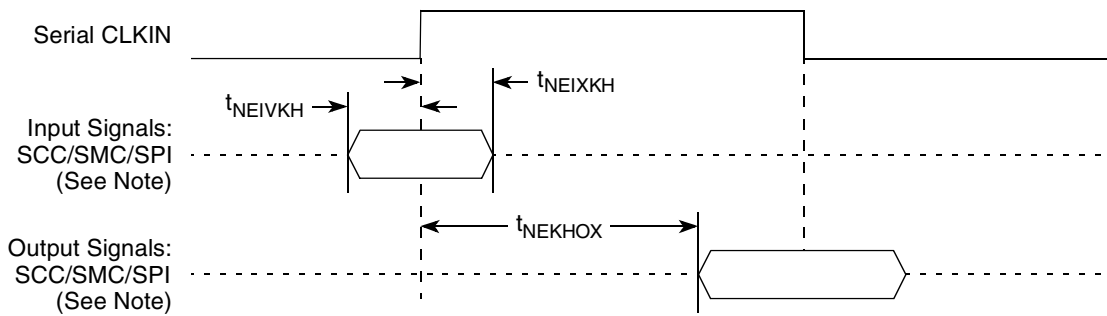 Serial CLKIN
tNEIXKH
tNEIVKH
Input Signals:
SCC/SMC/SPI
(See Note)
tNEKHOX
Output Signals:
SCC/SMC/SPI
(See Note)